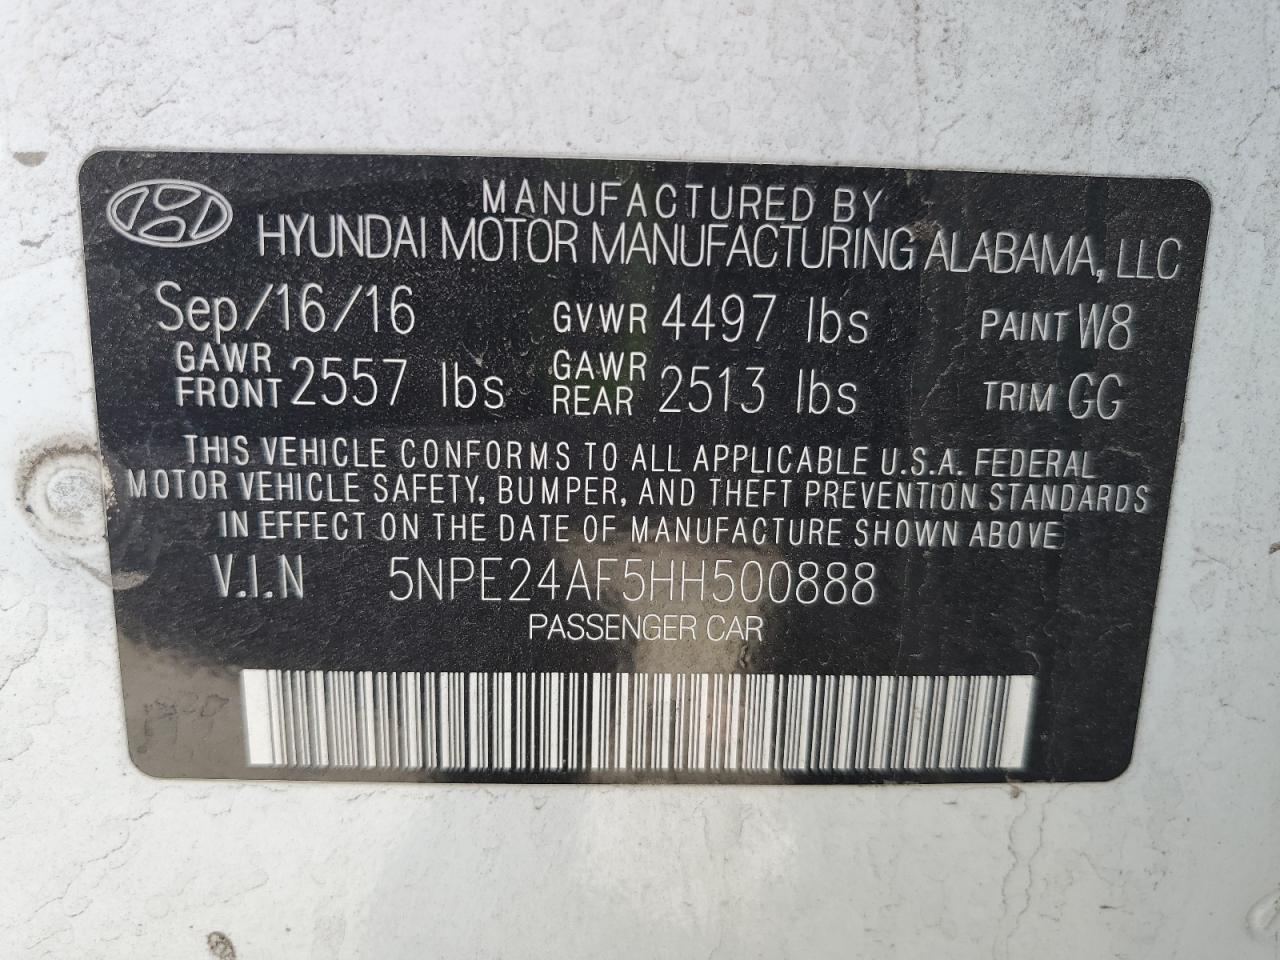 MANUFACTURED BY
HYUNDAI MOTOR MANUFACTURING ALABAMA, LLC
Sep/16/16 GVWR 4497 lbs PAINT W8
GAWR FRONT 2557 lbs GAWR REAR 2513 lbs TRIM GG
THIS VEHICLE CONFORMS TO ALL APPLICABLE U.S.A. FEDERAL
MOTOR VEHICLE SAFETY, BUMPER, AND THEFT PREVENTION STANDARDS
IN EFFECT ON THE DATE OF MANUFACTURE SHOWN ABOVE
V.I.N 5NPE24AF5HH500888
PASSENGER CAR